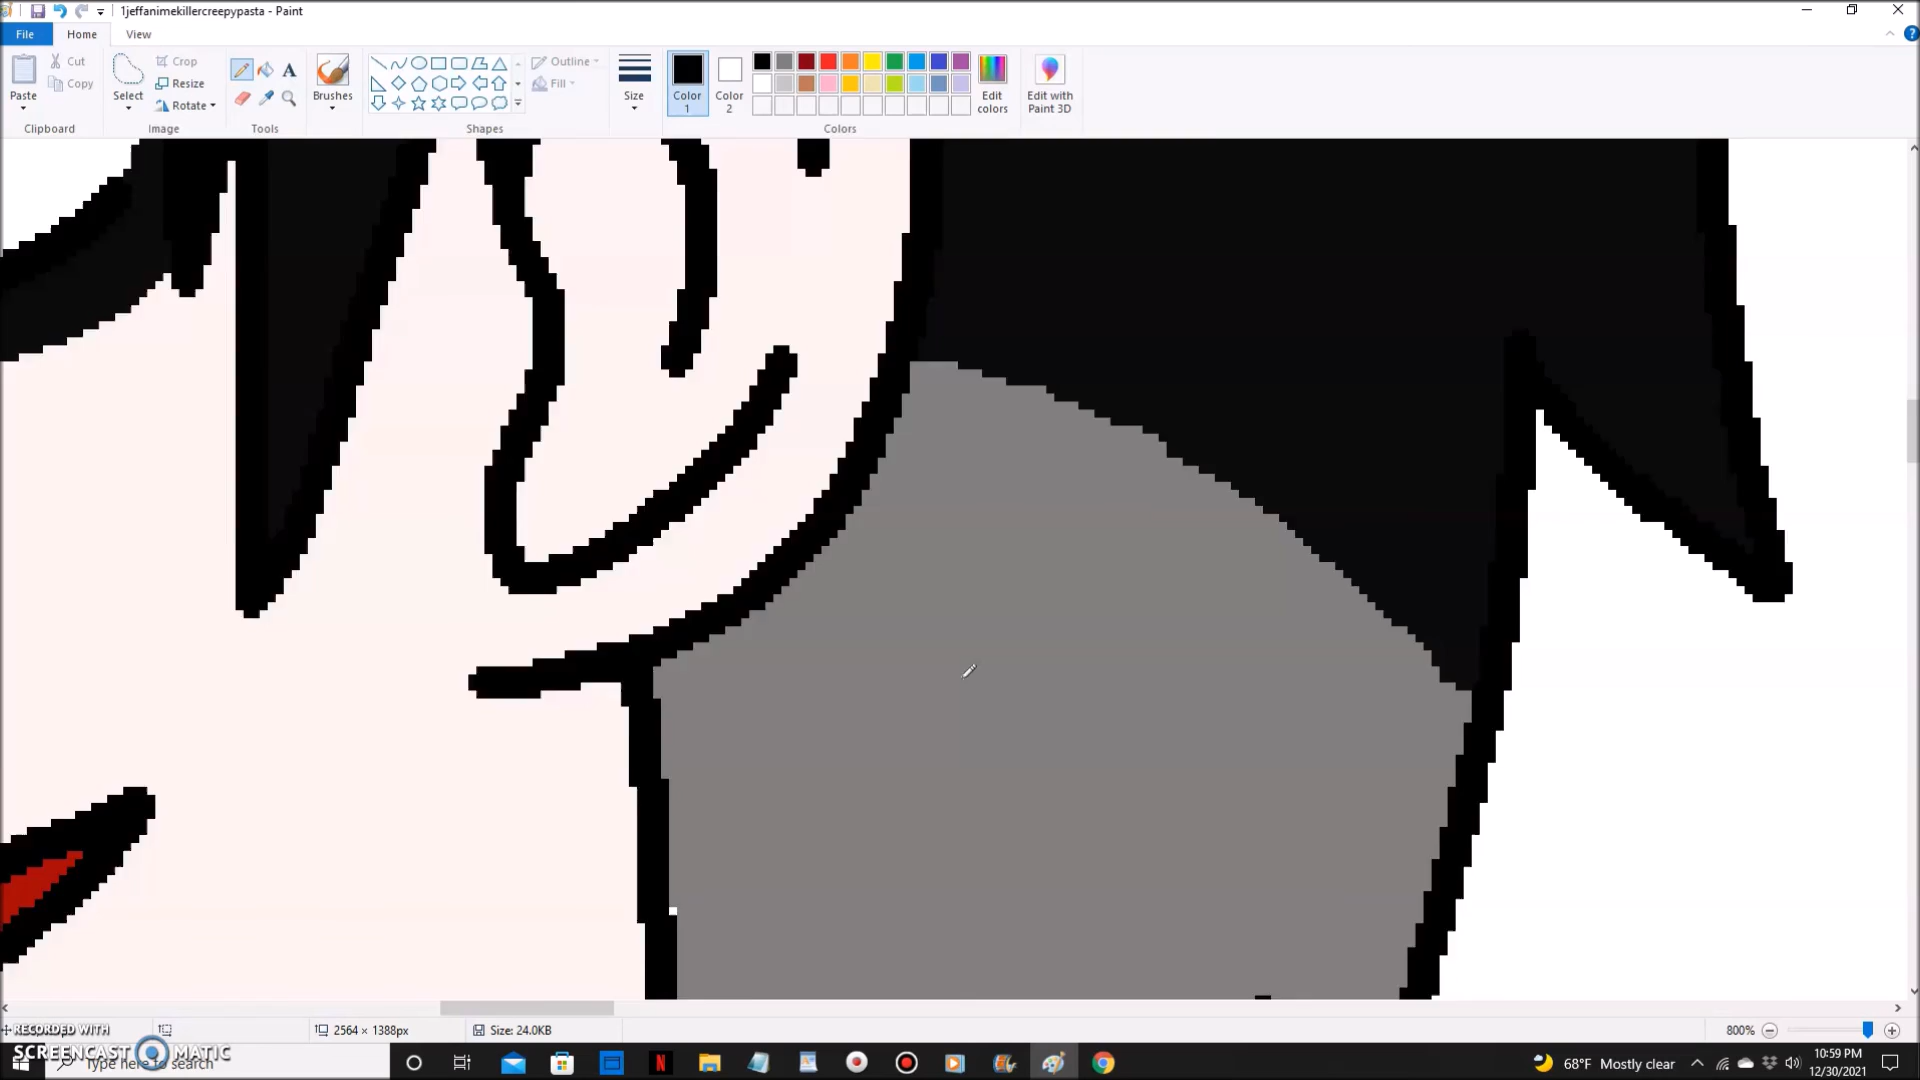 1jeffanimekillercreepypasta - Paint
File Home View
Paste
Cut
Copy
Clipboard
Select
Crop
Resize
Rotate
Image
A
Tools
Brushes
Outline
Fill
Shapes
Size
Color 1
Color 2
Edit colors
Colors
Edit with Paint 3D
2564 × 1388px
Size: 24.0KB
800%
RECORDED WITH
SCREENCAST MATIC
Type here to search
N
68°F Mostly clear
10:59 PM
12/30/2021